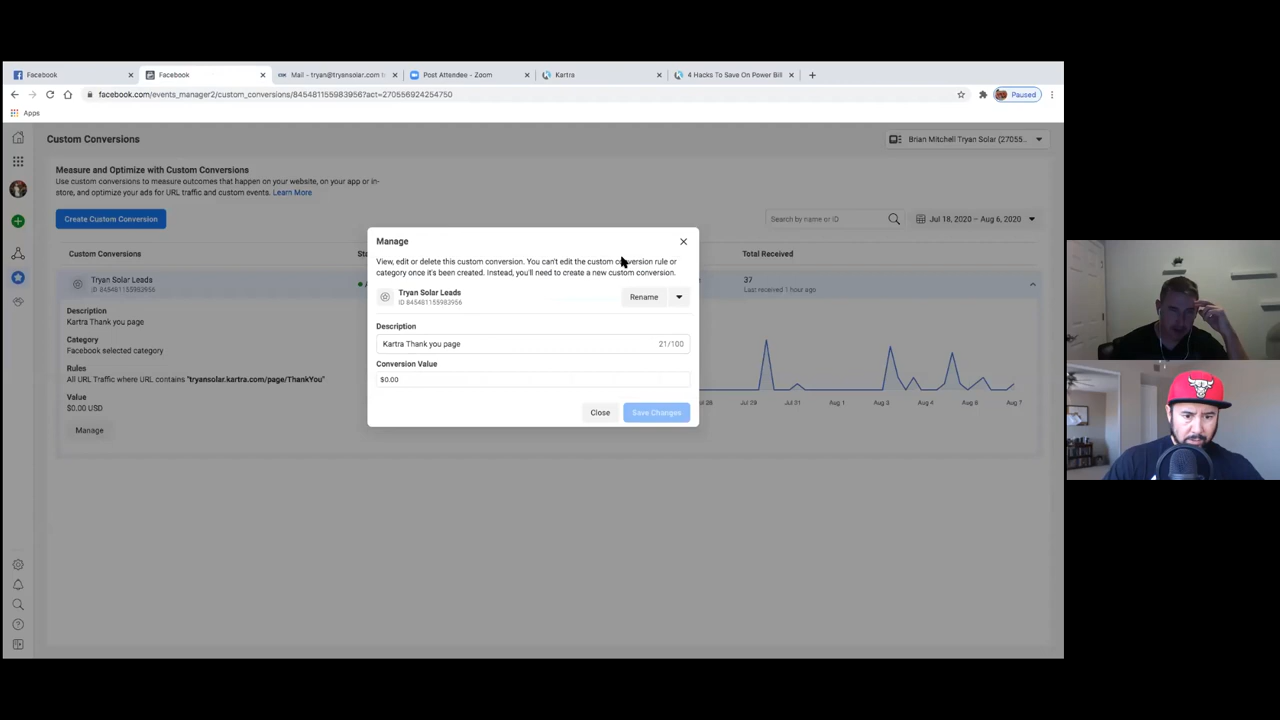 Facebook
Facebook
Mail - tryan@tryansolar.com
Post Attendee - Zoom
Kartra
4 Hacks To Save On Power Bill
facebook.com/events_manager2/custom_conversions/845481155983956?act=270556924254750
Paused
Apps
Custom Conversions
Brian Mitchell Tryan Solar (27055...
Measure and Optimize with Custom Conversions
Use custom conversions to measure outcomes that happen on your website, on your app or in-
store, and optimize your ads for URL traffic and custom events. Learn More
Create Custom Conversion
Search by name or ID
Jul 18, 2020 – Aug 6, 2020
Custom Conversions
Total Received
Tryan Solar Leads
ID 845481155983956
37
Last received 1 hour ago
Description
Kartra Thank you page
Category
Facebook selected category
Rules
All URL Traffic where URL contains "tryansolar.kartra.com/page/ThankYou"
Value
$0.00 USD
Manage
Jul 29
Jul 31
Aug 1
Aug 3
Aug 4
Aug 6
Aug 7
Manage
View, edit or delete this custom conversion. You can't edit the custom conversion rule or
category once it's been created. Instead, you'll need to create a new custom conversion.
Tryan Solar Leads
ID 845481155983956
Rename
Description
Kartra Thank you page
21/100
Conversion Value
$0.00
Close
Save Changes